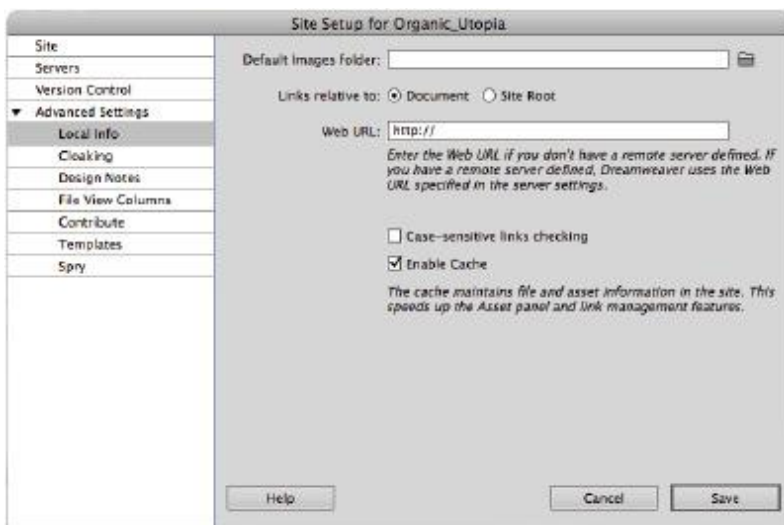 Site Setup for Organic_Utopia
Site
Servers
Version Control
Advanced Settings
Local Info
Cloaking
Design Notes
File View Columns
Contribute
Templates
Spry
Default Images folder:
Links relative to: Document Site Root
Web URL: http://
Enter the Web URL if you don't have a remote server defined. If
you have a remote server defined, Dreamweaver uses the Web
URL specified in the server settings.
Case-sensitive links checking
Enable Cache
The cache maintains file and asset information in the site. This
speeds up the Asset panel and link management features.
Help
Cancel
Save